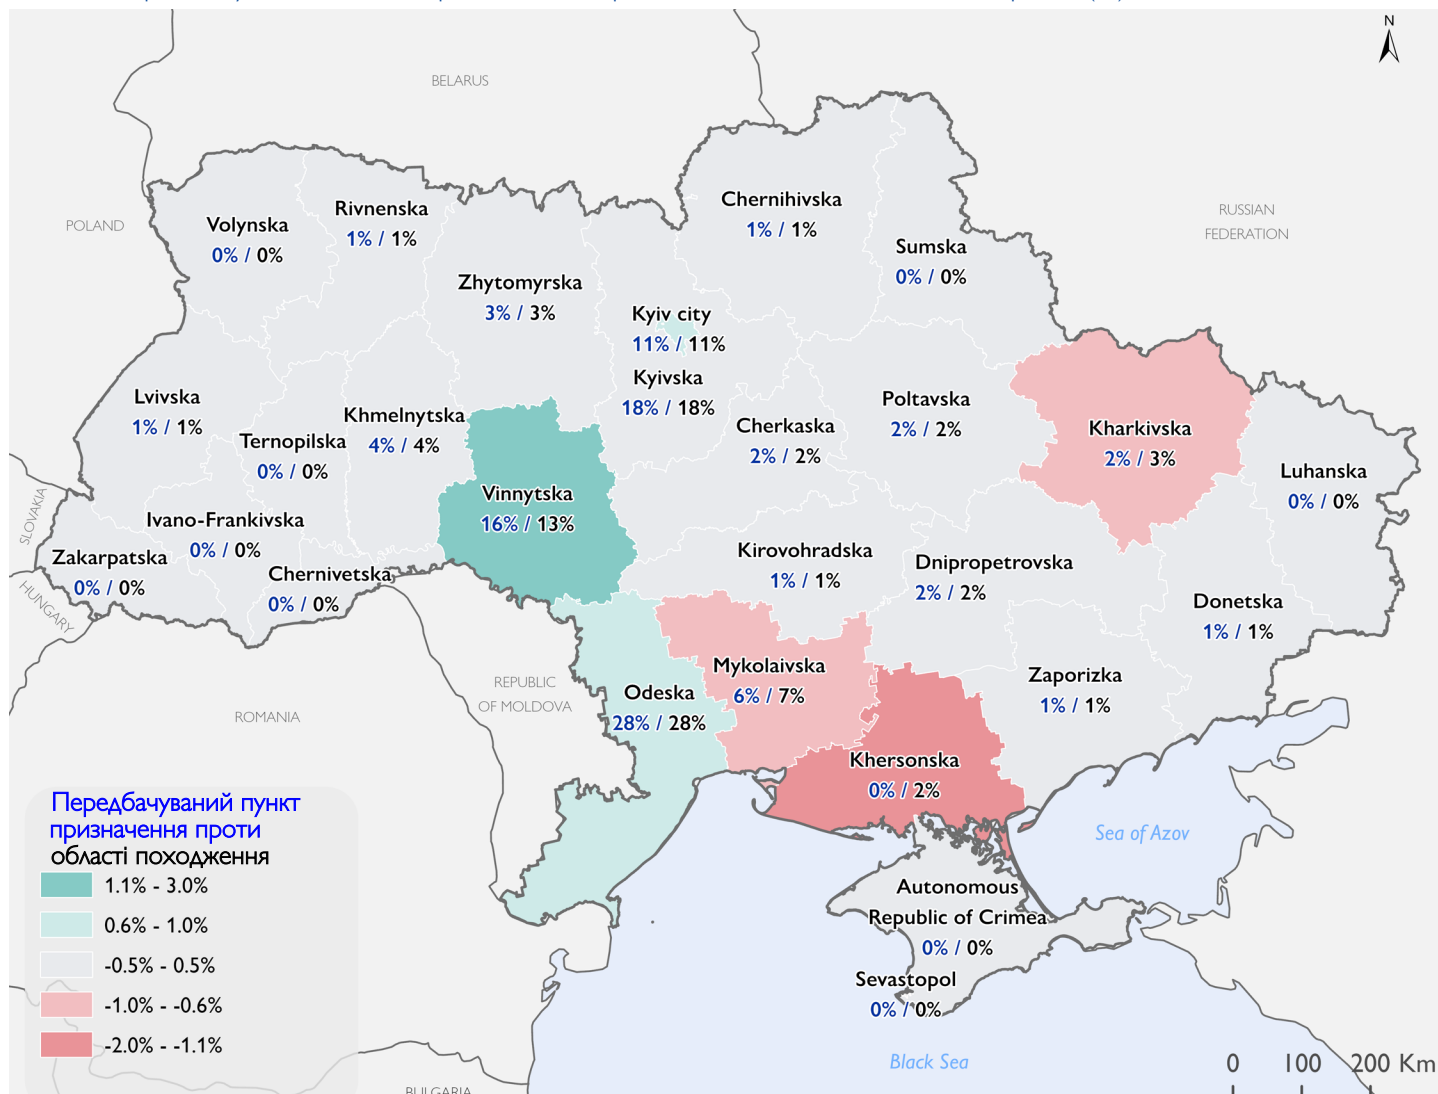 N
BELARUS
POLAND
RUSSIAN
FEDERATION
Volynska
0% / 0%
Rivnenska
1% / 1%
Zhytomyrska
3% / 3%
Chernihivska
1% / 1%
Sumska
0% / 0%
Kyiv city
11% / 11%
Kyivska
18% / 18%
Lvivska
1% / 1%
Ternopilska
0% / 0%
Khmelnytska
4% / 4%
Cherkaska
2% / 2%
Poltavska
2% / 2%
Kharkivska
2% / 3%
Luhanska
0% / 0%
Vinnytska
16% / 13%
SLOVAKIA
Ivano-Frankivska
0% / 0%
Zakarpatska
0% / 0%
Chernivetska
0% / 0%
HUNGARY
Kirovohradska
1% / 1%
Dnipropetrovska
2% / 2%
Donetska
1% / 1%
Zaporizka
1% / 1%
Mykolaivska
6% / 7%
Odeska
28% / 28%
REPUBLIC
OF MOLDOVA
ROMANIA
Khersonska
0% / 2%
Sea of Azov
Autonomous
Republic of Crimea
0% / 0%
Sevastopol
0% / 0%
Black Sea
Передбачуваний пункт
призначення проти
області походження
1.1% - 3.0%
0.6% - 1.0%
-0.5% - 0.5%
-1.0% - -0.6%
-2.0% - -1.1%
BULGARIA
0 100 200 Km